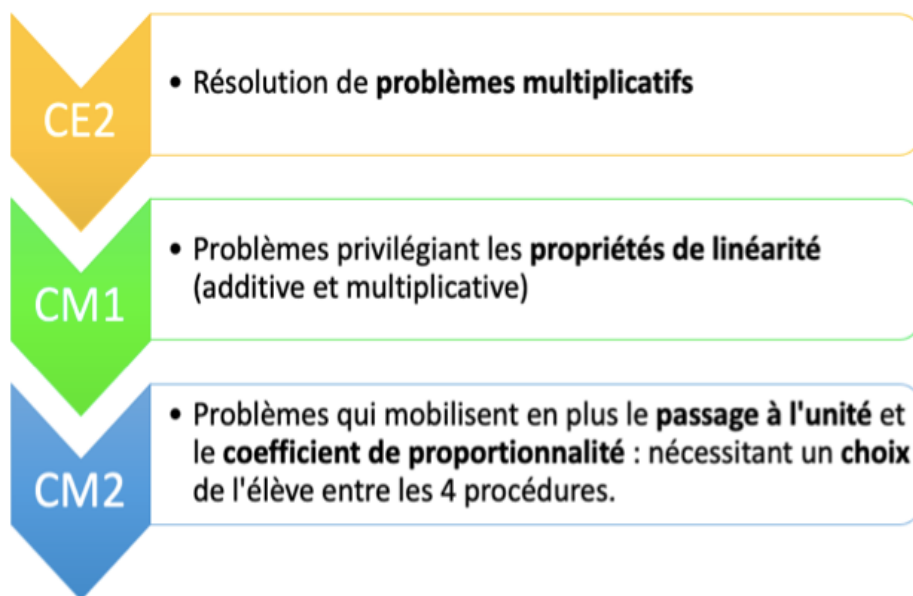 CE2
• Résolution de problèmes multiplicatifs
CM1
• Problèmes privilégiant les propriétés de linéarité
(additive et multiplicative)
CM2
• Problèmes qui mobilisent en plus le passage à l'unité et
le coefficient de proportionnalité : nécessitant un choix
de l'élève entre les 4 procédures.